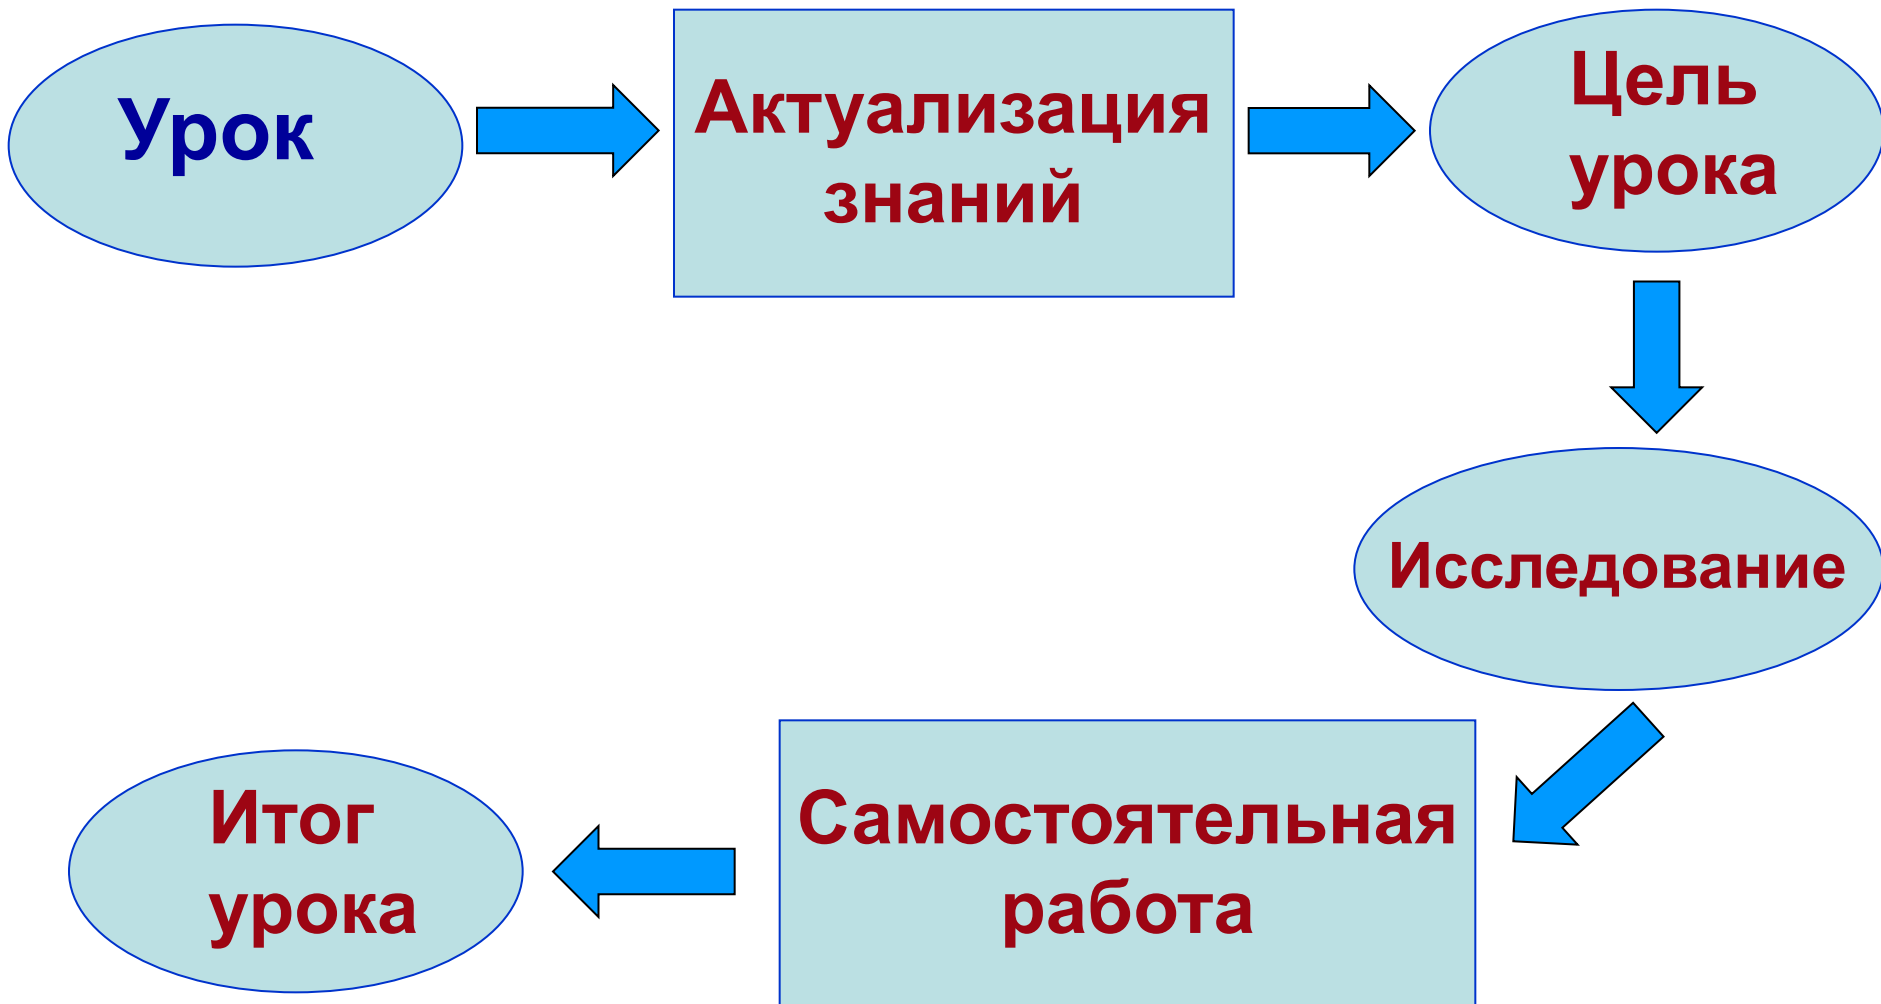 Урок
Актуализация
знаний
Цель
урока
Исследование
Самостоятельная
работа
Итог
урока